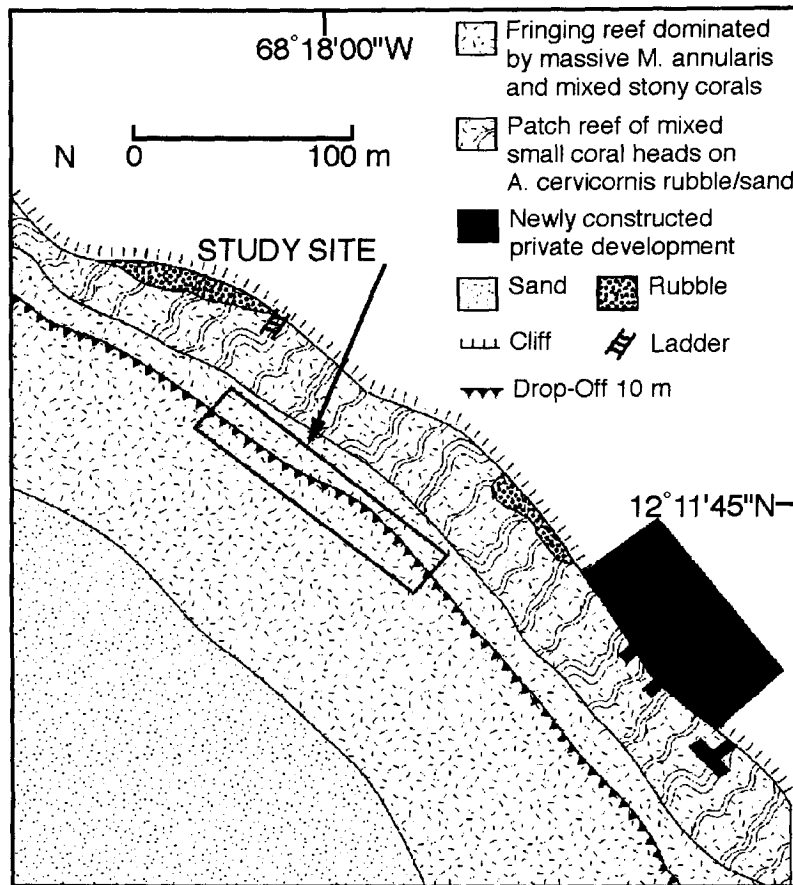 68°18'00"W
N 0 100 m
STUDY SITE
Fringing reef dominated
by massive M. annularis
and mixed stony corals
Patch reef of mixed
small coral heads on
A. cervicornis rubble/sand
Newly constructed
private development
Sand Rubble
Cliff Ladder
Drop-Off 10 m
12°11'45"N